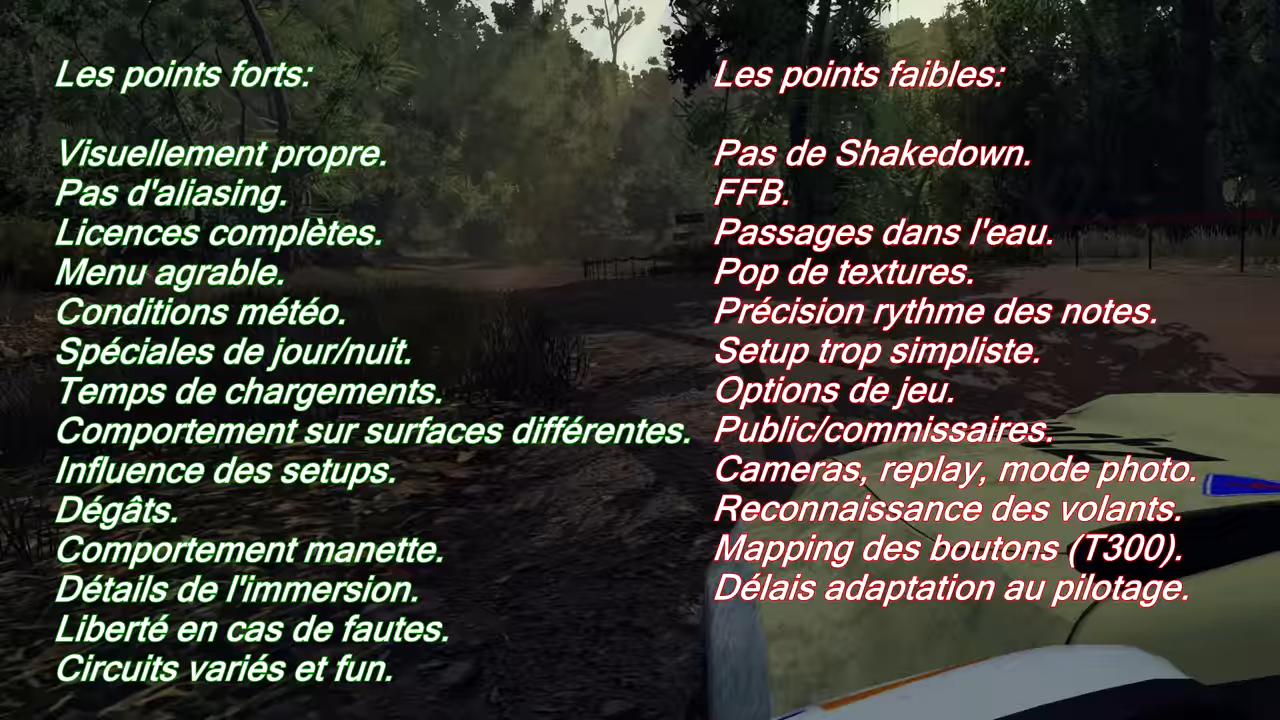 Les points forts:
Visuellement propre.
Pas d'aliasing.
Licences complètes.
Menu agrable.
Conditions météo.
Spéciales de jour/nuit.
Temps de chargements.
Comportement sur surfaces différentes.
Influence des setups.
Dégâts.
Comportement manette.
Détails de l'immersion.
Liberté en cas de fautes.
Circuits variés et fun.
Les points faibles:
Pas de Shakedown.
FFB.
Passages dans l'eau.
Pop de textures.
Précision rythme des notes.
Setup trop simpliste.
Options de jeu.
Public/commissaires.
Cameras, replay, mode photo.
Reconnaissance des volants.
Mapping des boutons (T300).
Délais adaptation au pilotage.